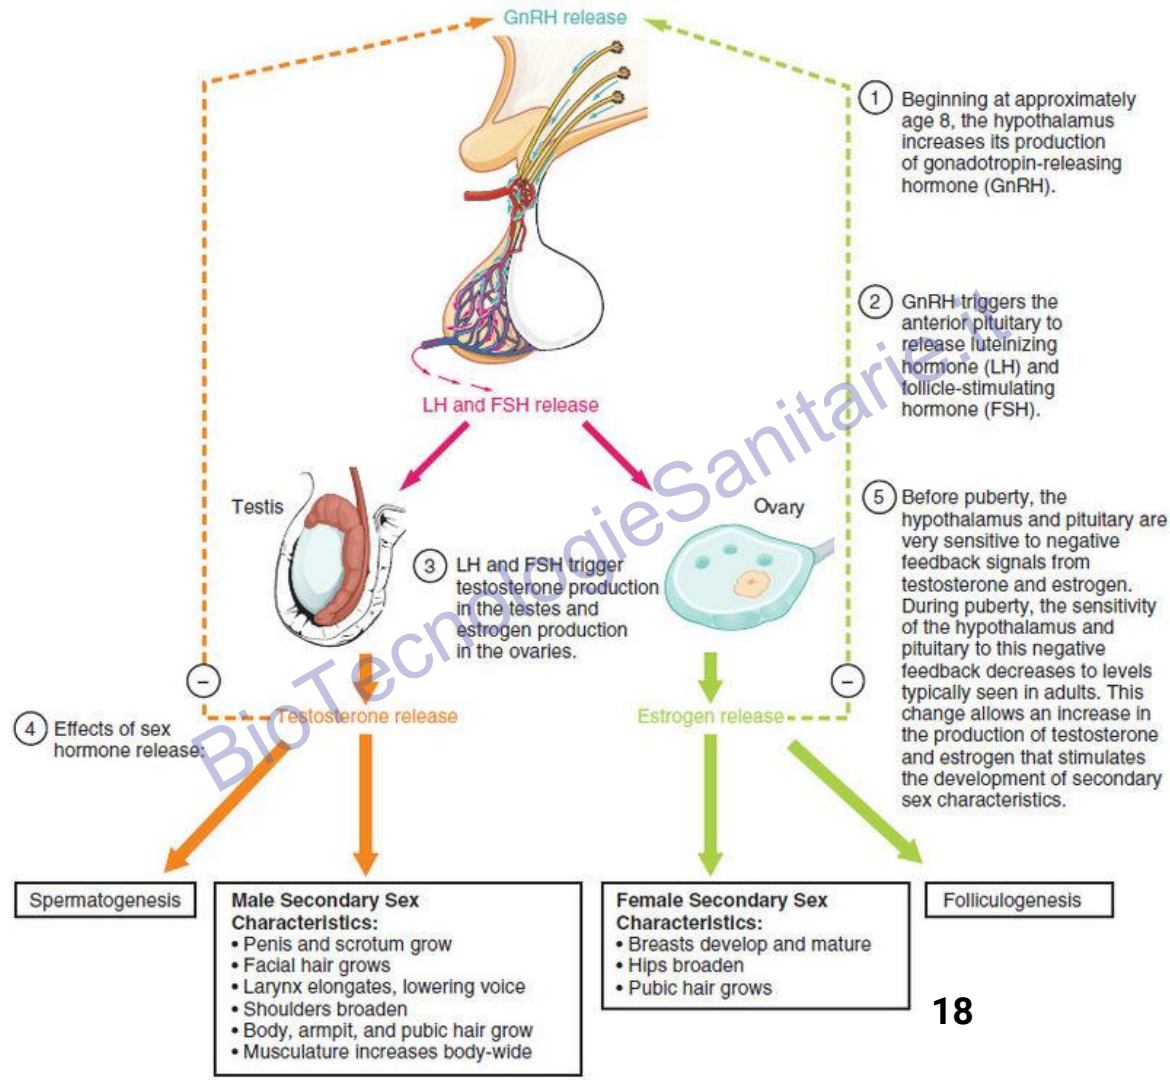 GnRH release
1 Beginning at approximately
age 8, the hypothalamus
increases its production
of gonadotropin-releasing
hormone (GnRH).
2 GnRH triggers the
anterior pituitary to
release luteinizing
hormone (LH) and
follicle-stimulating
hormone (FSH).
LH and FSH release
Testis
Ovary
3 LH and FSH trigger
testosterone production
in the testes and
estrogen production
in the ovaries.
5 Before puberty, the
hypothalamus and pituitary are
very sensitive to negative
feedback signals from
testosterone and estrogen.
During puberty, the sensitivity
of the hypothalamus and
pituitary to this negative
feedback decreases to levels
typically seen in adults. This
change allows an increase in
the production of testosterone
and estrogen that stimulates
the development of secondary
sex characteristics.
−
−
Testosterone release
Estrogen release
4 Effects of sex
hormone release:
Spermatogenesis
Male Secondary Sex
Characteristics:
• Penis and scrotum grow
• Facial hair grows
• Larynx elongates, lowering voice
• Shoulders broaden
• Body, armpit, and pubic hair grow
• Musculature increases body-wide
Female Secondary Sex
Characteristics:
• Breasts develop and mature
• Hips broaden
• Pubic hair grows
Folliculogenesis
18
BioTecnologieSanitarie.it